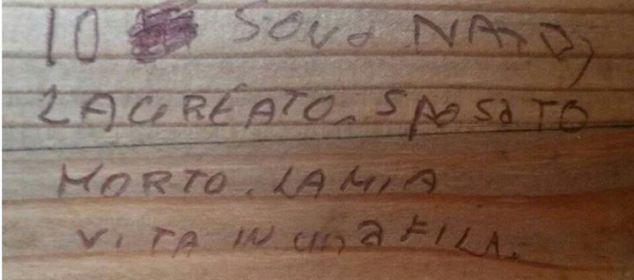 IO SONO NATO,
LAUREATO. SPOSATO
MORTO. LA MIA
VITA IN UNA FILA.